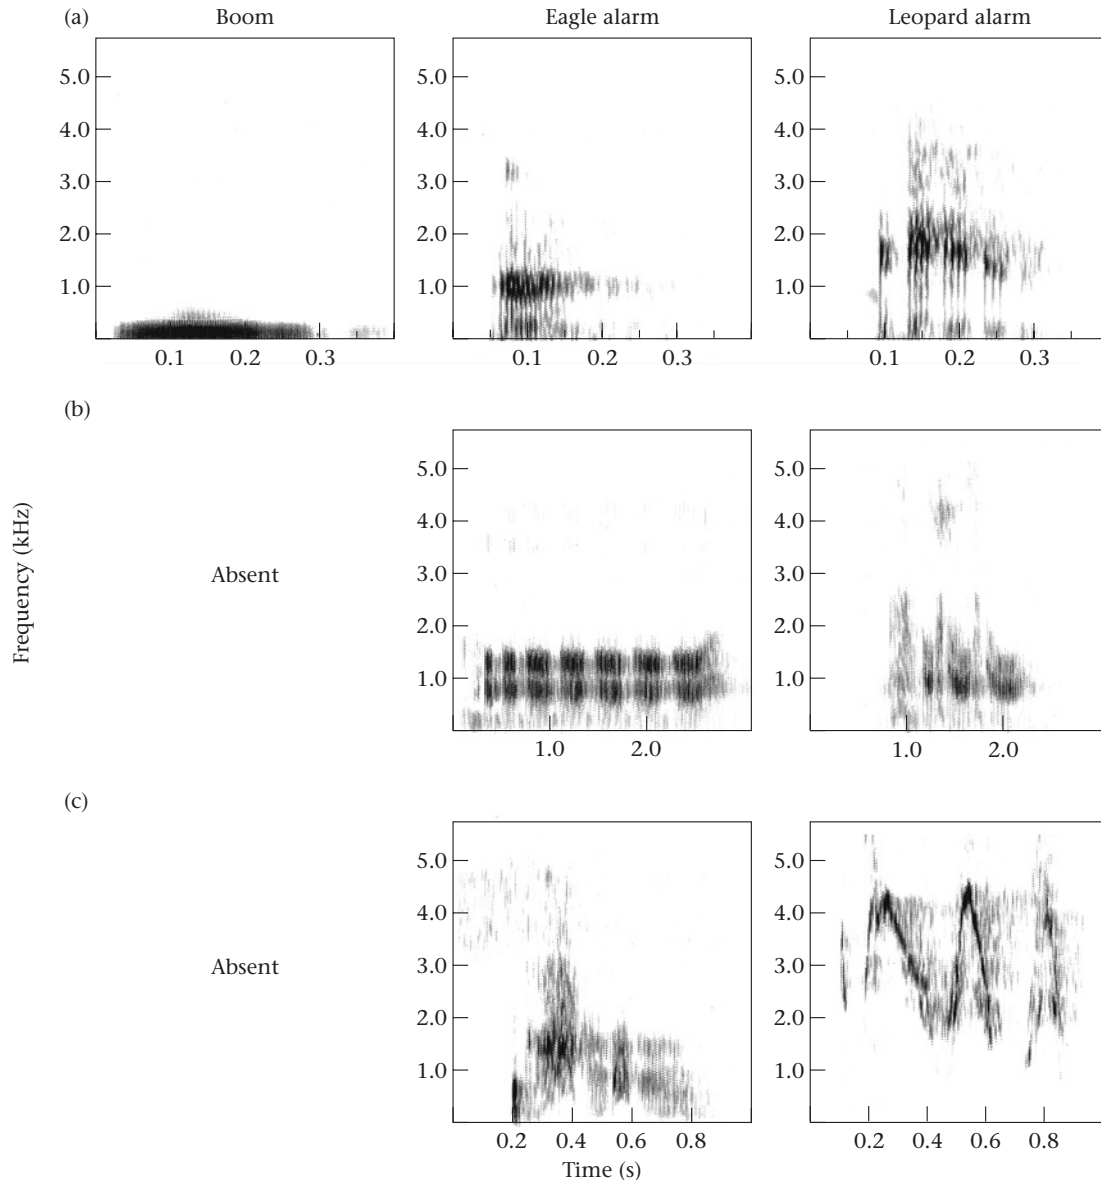 (a) Boom Eagle alarm Leopard alarm
5.0 5.0 5.0
4.0 4.0 4.0
3.0 3.0 3.0
2.0 2.0 2.0
1.0 1.0 1.0
0.1 0.2 0.3 0.1 0.2 0.3 0.1 0.2 0.3
(b)
5.0 5.0
4.0 4.0
Absent
3.0 3.0
2.0 2.0
1.0 1.0
1.0 2.0 1.0 2.0
Frequency (kHz)
(c)
5.0 5.0
4.0 4.0
Absent
3.0 3.0
2.0 2.0
1.0 1.0
0.2 0.4 0.6 0.8 0.2 0.4 0.6 0.8
Time (s)